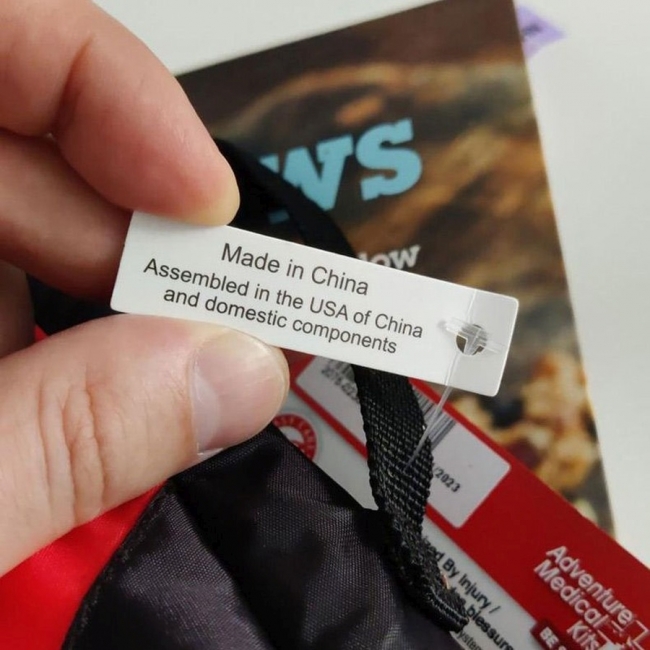 WS
low
Made in China
Assembled in the USA of China
and domestic components
/2023
By Injury /
Adventure
Medical
Kits
BE